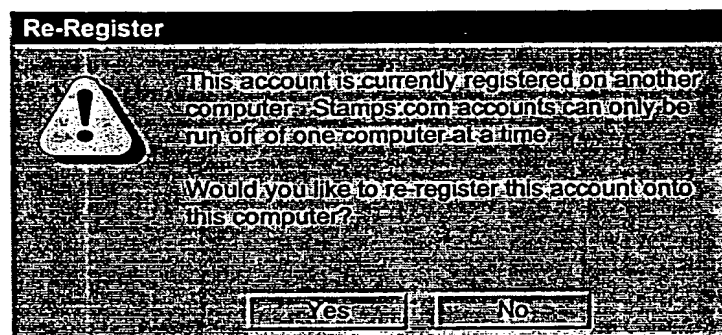 Re-Register
This account is currently registered on another
computer. Stamps.com accounts can only be
run off of one computer at a time.
Would you like to re-register this account onto
this computer?
Yes No